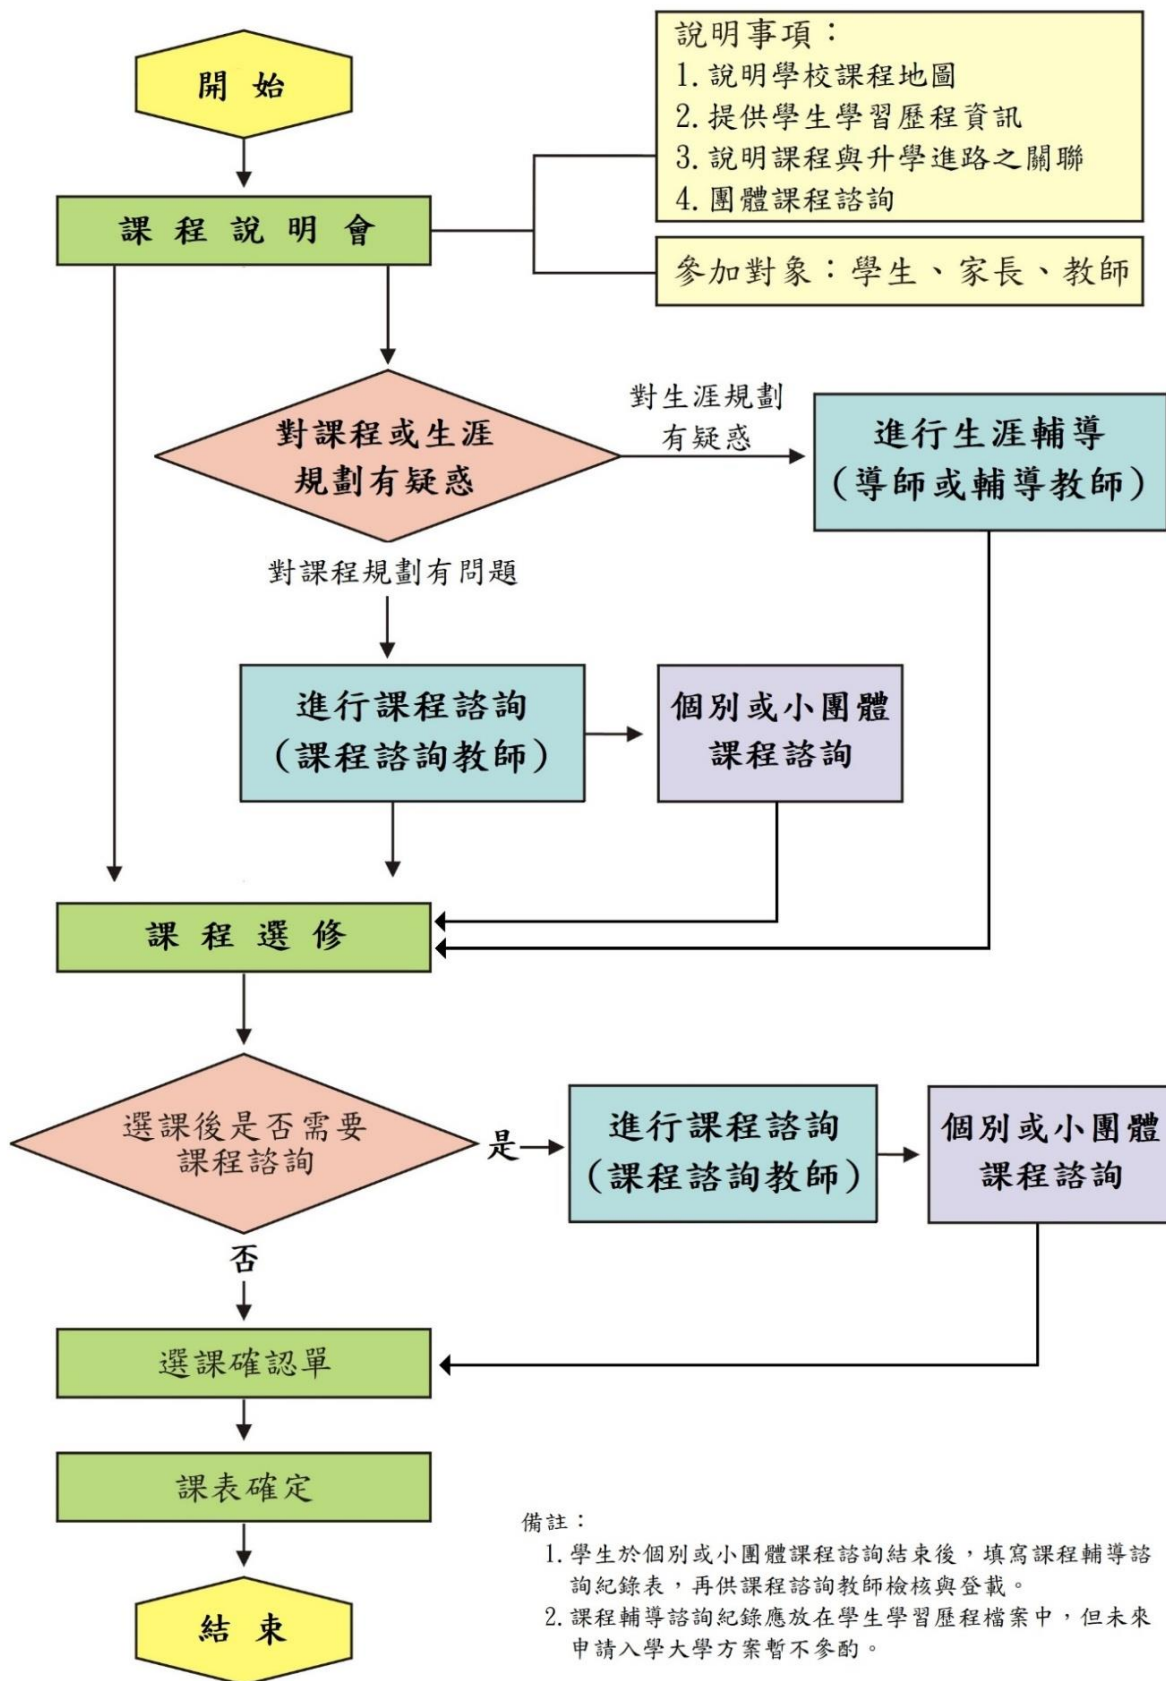 開始
說明事項：
1. 說明學校課程地圖
2. 提供學生學習歷程資訊
3. 說明課程與升學進路之關聯
4. 團體課程諮詢
課程說明會
參加對象：學生、家長、教師
對課程或生涯
規劃有疑惑
對生涯規劃
有疑惑
進行生涯輔導
（導師或輔導教師）
對課程規劃有問題
進行課程諮詢
（課程諮詢教師）
個別或小團體
課程諮詢
課程選修
選課後是否需要
課程諮詢
是
進行課程諮詢
（課程諮詢教師）
個別或小團體
課程諮詢
否
選課確認單
課表確定
結束
備註：
1. 學生於個別或小團體課程諮詢結束後，填寫課程輔導諮
詢紀錄表，再供課程諮詢教師檢核與登載。
2. 課程輔導諮詢紀錄應放在學生學習歷程檔案中，但未來
申請入學大學方案暫不參酌。